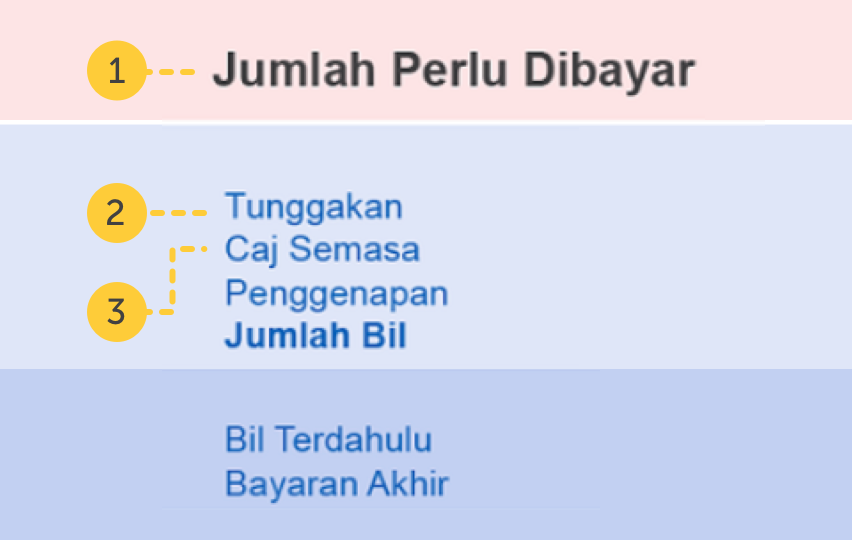 1 Jumlah Perlu Dibayar
2 Tunggakan
Caj Semasa
Penggenapan
3
Jumlah Bil
Bil Terdahulu
Bayaran Akhir